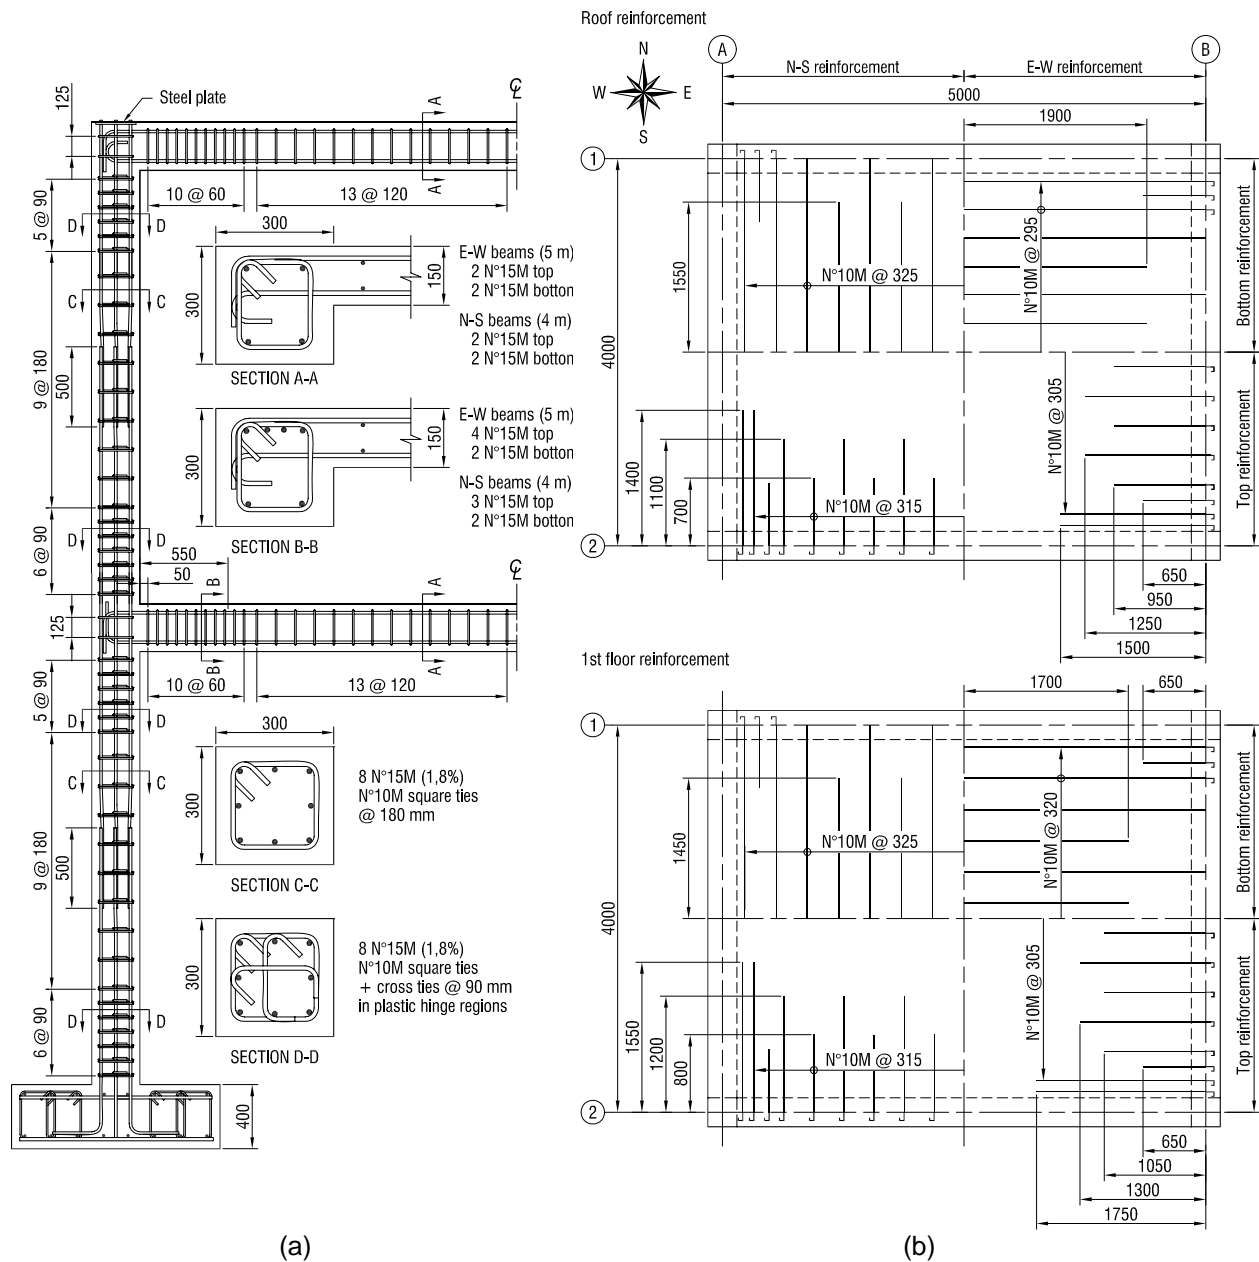 Roof reinforcement
N
W
E
S
A
B
N-S reinforcement
E-W reinforcement
5000
1900
1
4000
1550
N°10M @ 325
N°10M @ 295
Bottom reinforcement
N°10M @ 305
Top reinforcement
1400
1100
700
N°10M @ 315
2
650
950
1250
1500
1st floor reinforcement
1700
650
1
4000
1450
N°10M @ 325
N°10M @ 320
Bottom reinforcement
N°10M @ 305
Top reinforcement
1550
1200
800
N°10M @ 315
2
650
1050
1300
1750
(b)
125
Steel plate
A
℄
A
10 @ 60
13 @ 120
5 @ 90
D
D
300
300
150
E-W beams (5 m)
2 N°15M top
2 N°15M botton
N-S beams (4 m)
2 N°15M top
2 N°15M botton
SECTION A-A
C
C
9 @ 180
500
300
150
E-W beams (5 m)
4 N°15M top
2 N°15M botton
N-S beams (4 m)
3 N°15M top
2 N°15M botton
SECTION B-B
6 @ 90
D
D
550
50
B
A
℄
125
B
A
10 @ 60
13 @ 120
5 @ 90
D
D
300
300
8 N°15M (1,8%)
N°10M square ties
@ 180 mm
SECTION C-C
C
C
9 @ 180
500
300
8 N°15M (1,8%)
N°10M square ties
+ cross ties @ 90 mm
in plastic hinge regions
SECTION D-D
6 @ 90
D
D
400
(a)